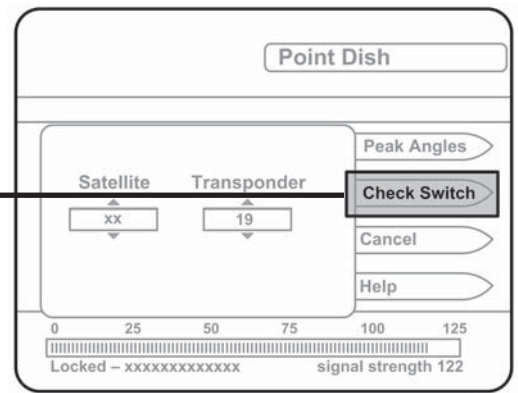 Point Dish
Peak Angles
Satellite Transponder
Check Switch
xx 19
Cancel
Help
0 25 50 75 100 125
Locked – xxxxxxxxxxxxx signal strength 122